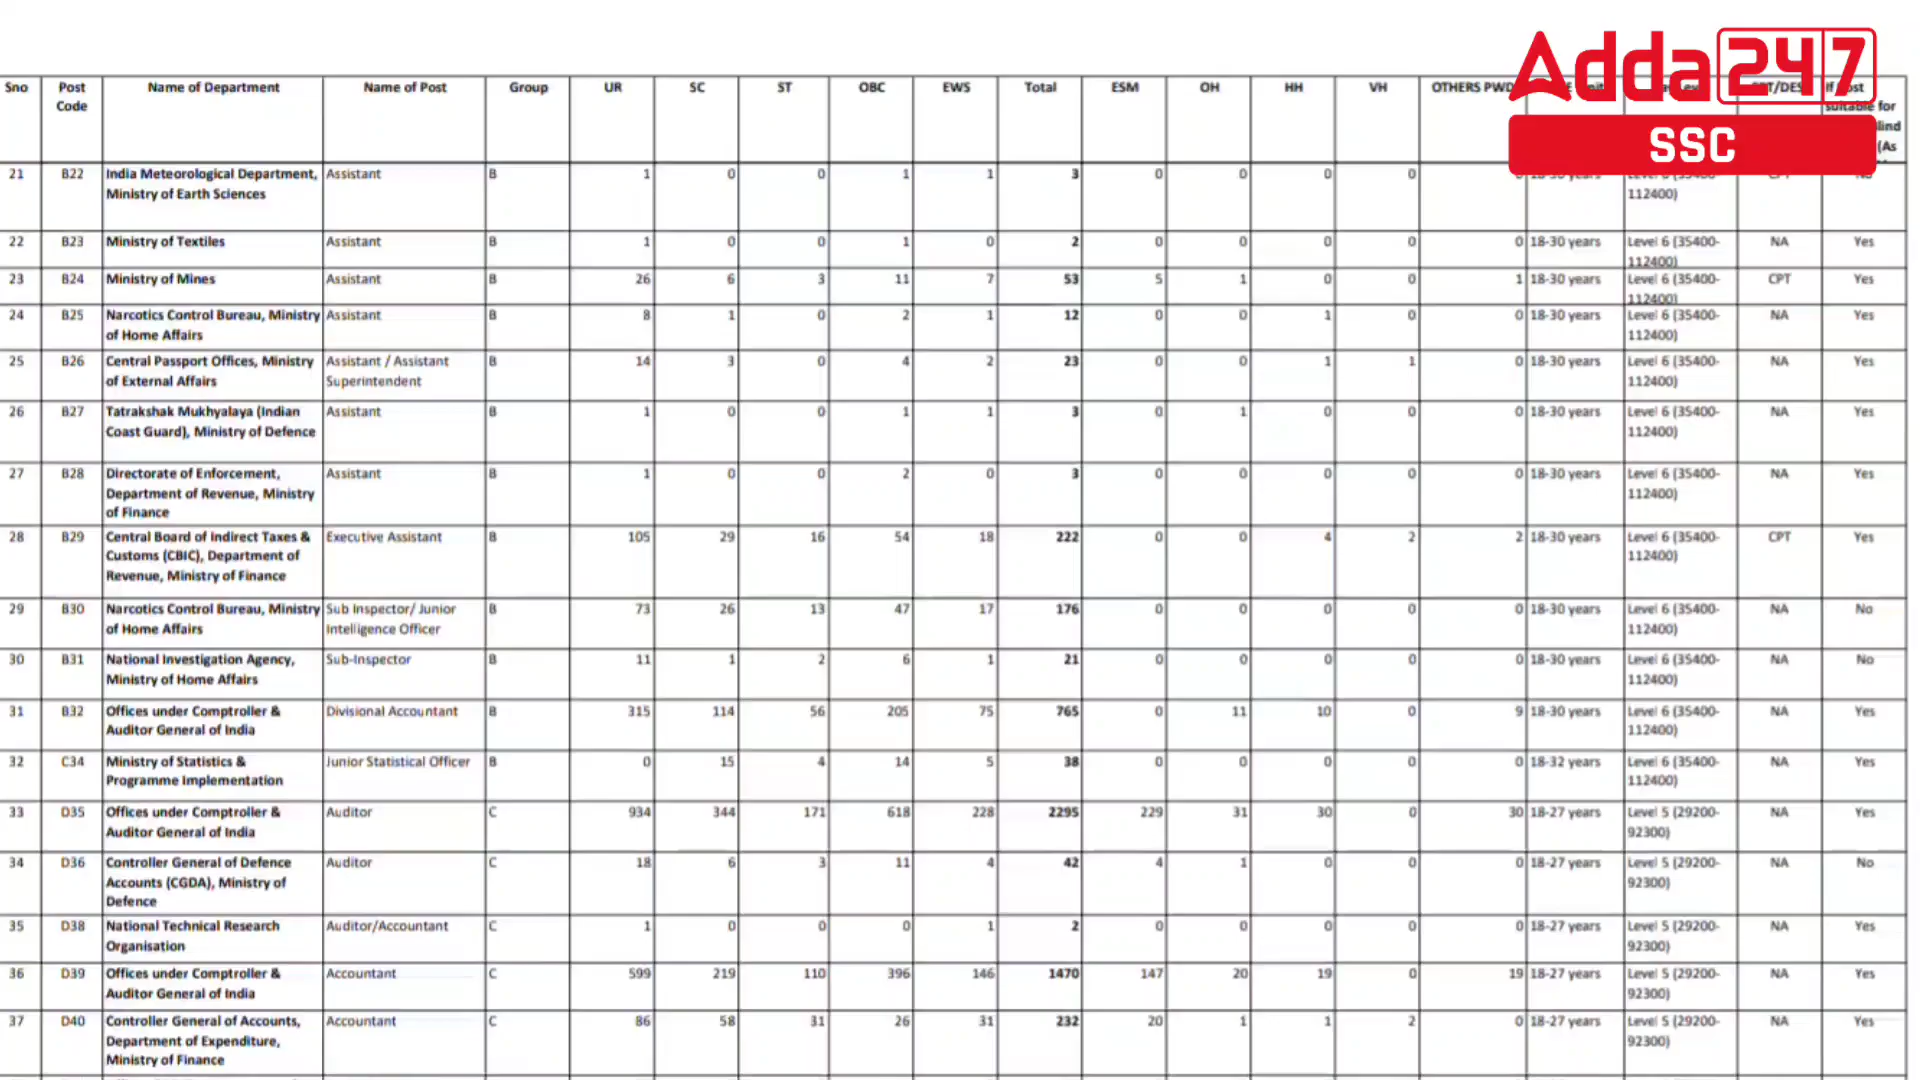 Adda 247
SSC
Sno Post Name of Department Name of Post Group UR SC ST OBC EWS Total ESM OH HH VH OTHERS PWD
Code
suitable for
(As
21 B22 India Meteorological Department, Assistant B 1 0 0 1 1 3 0 0 0 0
Ministry of Earth Sciences 112400)
22 B23 Ministry of Textiles Assistant B 1 0 0 1 0 2 0 0 0 0 0 18-30 years Level 6 (35400- NA Yes
112400)
23 B24 Ministry of Mines Assistant B 26 6 3 11 7 53 5 1 0 0 1 18-30 years Level 6 (35400- CPT Yes
112400)
24 B25 Narcotics Control Bureau, Ministry Assistant B 8 1 0 2 1 12 0 0 1 0 0 18-30 years Level 6 (35400- NA Yes
of Home Affairs 112400)
25 B26 Central Passport Offices, Ministry Assistant / Assistant B 14 3 0 4 2 23 0 0 1 1 0 18-30 years Level 6 (35400- NA Yes
of External Affairs Superintendent 112400)
26 B27 Tatrakshak Mukhyalaya (Indian Assistant B 1 0 0 1 1 3 0 1 0 0 0 18-30 years Level 6 (35400- NA Yes
Coast Guard), Ministry of Defence 112400)
27 B28 Directorate of Enforcement, Assistant B 1 0 0 2 0 3 0 0 0 0 0 18-30 years Level 6 (35400- NA Yes
Department of Revenue, Ministry 112400)
of Finance
28 B29 Central Board of Indirect Taxes & Executive Assistant B 105 29 16 54 18 222 0 0 4 2 2 18-30 years Level 6 (35400- CPT Yes
Customs (CBIC), Department of 112400)
Revenue, Ministry of Finance
29 B30 Narcotics Control Bureau, Ministry Sub Inspector/ Junior B 73 26 13 47 17 176 0 0 0 0 0 18-30 years Level 6 (35400- NA No
of Home Affairs Intelligence Officer 112400)
30 B31 National Investigation Agency, Sub-Inspector B 11 1 2 6 1 21 0 0 0 0 0 18-30 years Level 6 (35400- NA No
Ministry of Home Affairs 112400)
31 B32 Offices under Comptroller & Divisional Accountant B 315 114 56 205 75 765 0 11 10 0 9 18-30 years Level 6 (35400- NA Yes
Auditor General of India 112400)
32 C34 Ministry of Statistics & Junior Statistical Officer B 0 15 4 14 5 38 0 0 0 0 0 18-32 years Level 6 (35400- NA Yes
Programme Implementation 112400)
33 D35 Offices under Comptroller & Auditor C 934 344 171 618 228 2295 229 31 30 0 30 18-27 years Level 5 (29200- NA Yes
Auditor General of India 92300)
34 D36 Controller General of Defence Auditor C 18 6 3 11 4 42 4 1 0 0 0 18-27 years Level 5 (29200- NA No
Accounts (CGDA), Ministry of 92300)
Defence
35 D38 National Technical Research Auditor/Accountant C 1 0 0 0 1 2 0 0 0 0 0 18-27 years Level 5 (29200- NA Yes
Organisation 92300)
36 D39 Offices under Comptroller & Accountant C 599 219 110 396 146 1470 147 20 19 0 19 18-27 years Level 5 (29200- NA Yes
Auditor General of India 92300)
37 D40 Controller General of Accounts, Accountant C 86 58 31 26 31 232 20 1 1 2 0 18-27 years Level 5 (29200- NA Yes
Department of Expenditure, 92300)
Ministry of Finance